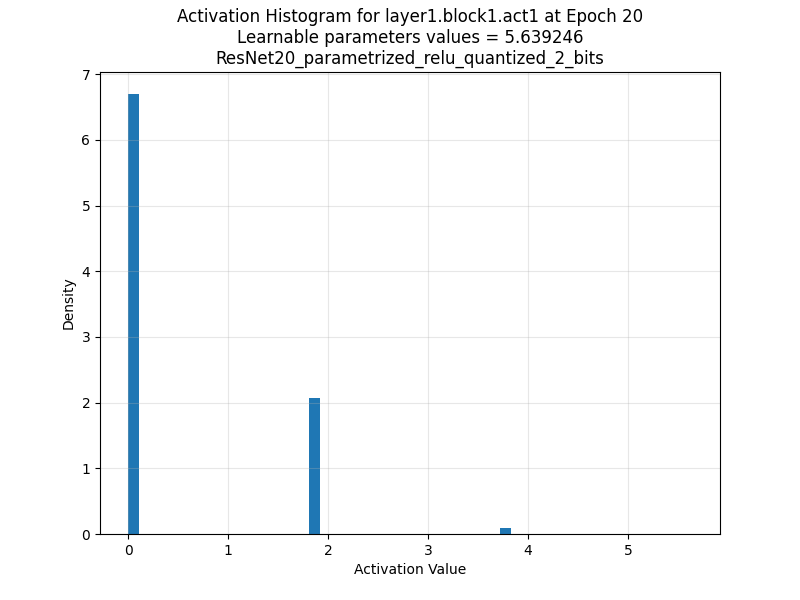 Activation Histogram for layer1.block1.act1 at Epoch 20
Learnable parameters values = 5.639246
ResNet20_parametrized_relu_quantized_2_bits
7
6
5
4
3
2
1
0
Density
0 1 2 3 4 5
Activation Value